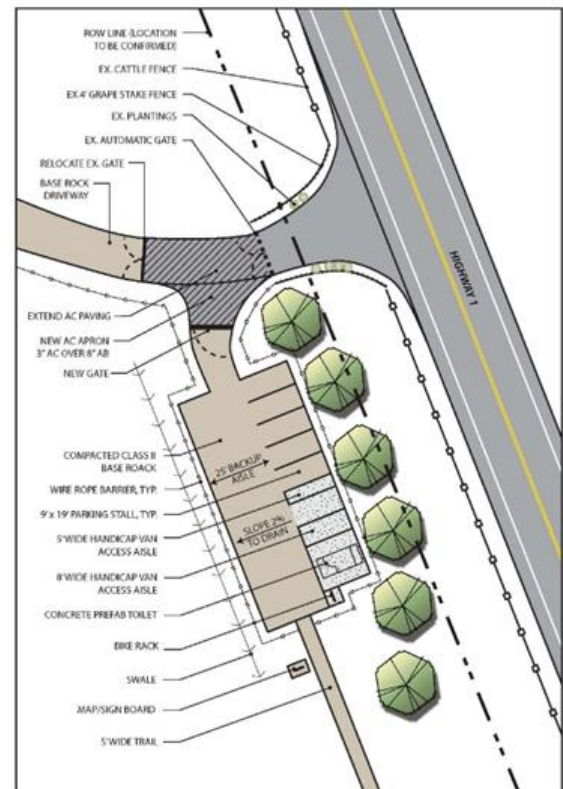 ROW LINE (LOCATION
TO BE CONFIRMED)
EX. CATTLE FENCE
EX.4' GRAPE STAKE FENCE
EX. PLANTINGS
EX. AUTOMATIC GATE
RELOCATE EX. GATE
BASE ROCK
DRIVEWAY
HIGHWAY 1
EXTEND AC PAVING
NEW AC APRON
3" AC OVER 8" AB
NEW GATE
COMPACTED CLASS II
BASE ROACK
25' BACKUP
AISLE
WIRE ROPE BARRIER, TYP.
9' x 19' PARKING STALL, TYP.
5' WIDE HANDICAP VAN
ACCESS AISLE
SLOPE 2%
TO DRAIN
8' WIDE HANDICAP VAN
ACCESS AISLE
CONCRETE PREFAB TOILET
BIKE RACK
SWALE
MAP/SIGN BOARD
5' WIDE TRAIL